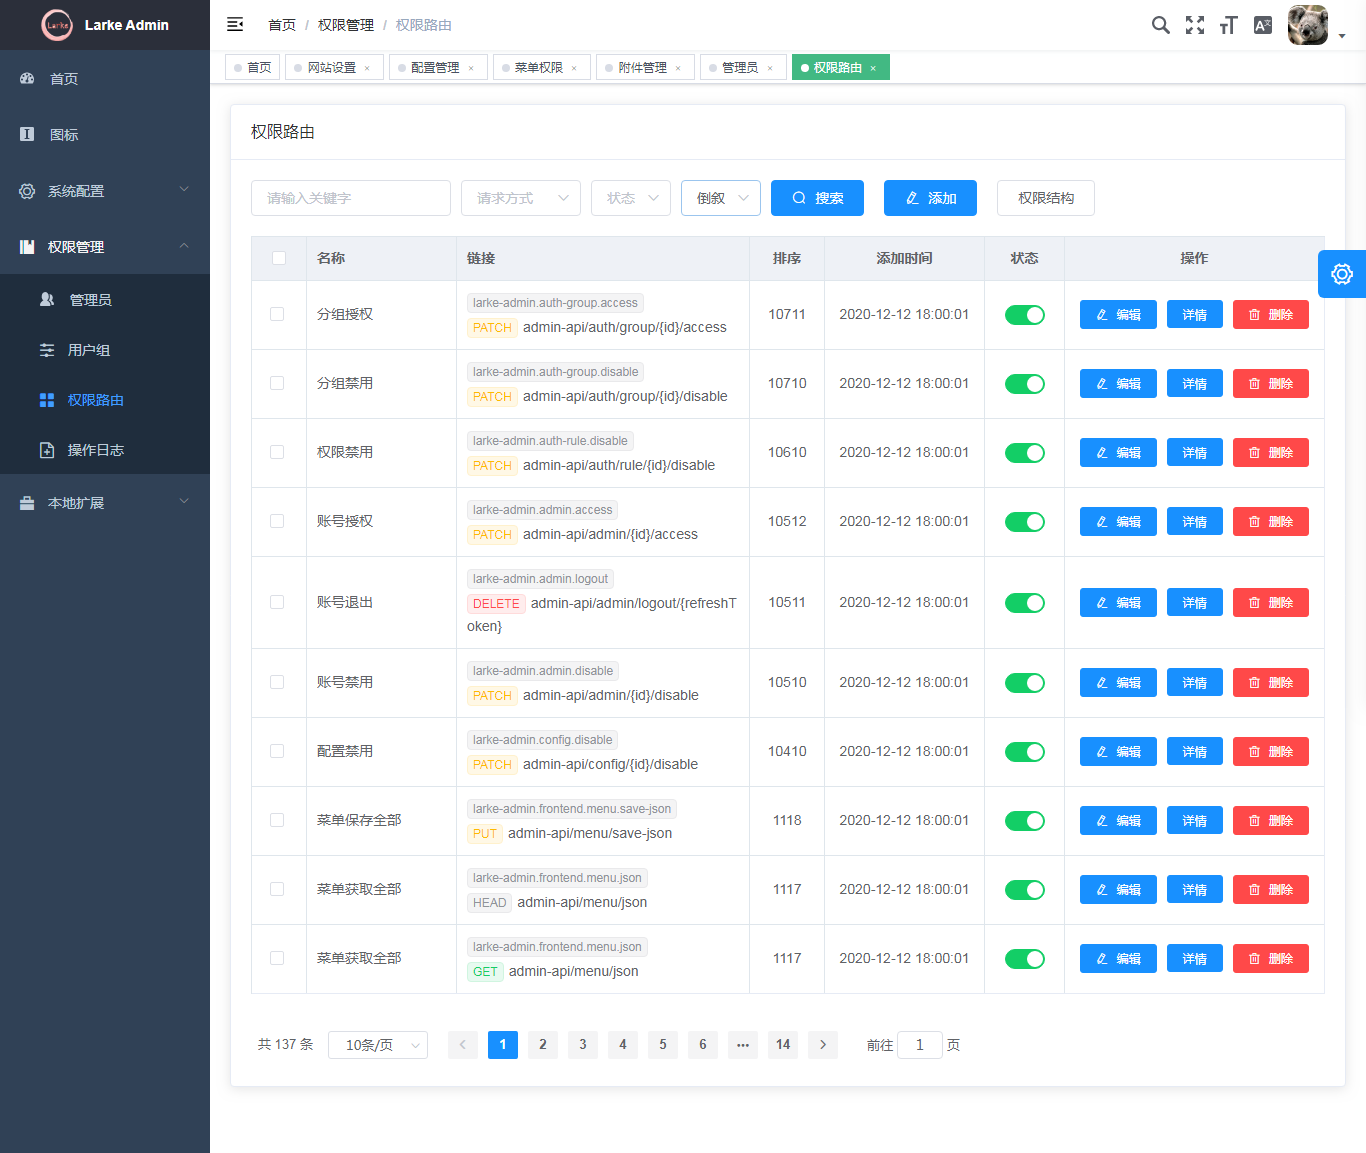 Larke
Larke Admin
首页
图标
系统配置
权限管理
管理员
用户组
权限路由
操作日志
本地扩展
首页 / 权限管理 / 权限路由
首页
网站设置 ×
配置管理 ×
菜单权限 ×
附件管理 ×
管理员 ×
权限路由 ×
权限路由
请输入关键字 请求方式 状态 倒叙 搜索 添加 权限结构
名称 链接 排序 添加时间 状态 操作
larke-admin.auth-group.access
分组授权 PATCH admin-api/auth/group/{id}/access 10711 2020-12-12 18:00:01 编辑 详情 删除
larke-admin.auth-group.disable
分组禁用 PATCH admin-api/auth/group/{id}/disable 10710 2020-12-12 18:00:01 编辑 详情 删除
larke-admin.auth-rule.disable
权限禁用 PATCH admin-api/auth/rule/{id}/disable 10610 2020-12-12 18:00:01 编辑 详情 删除
larke-admin.admin.access
账号授权 PATCH admin-api/admin/{id}/access 10512 2020-12-12 18:00:01 编辑 详情 删除
larke-admin.admin.logout
账号退出 DELETE admin-api/admin/logout/{refreshT 10511 2020-12-12 18:00:01 编辑 详情 删除
oken}
larke-admin.admin.disable
账号禁用 PATCH admin-api/admin/{id}/disable 10510 2020-12-12 18:00:01 编辑 详情 删除
larke-admin.config.disable
配置禁用 PATCH admin-api/config/{id}/disable 10410 2020-12-12 18:00:01 编辑 详情 删除
larke-admin.frontend.menu.save-json
菜单保存全部 PUT admin-api/menu/save-json 1118 2020-12-12 18:00:01 编辑 详情 删除
larke-admin.frontend.menu.json
菜单获取全部 HEAD admin-api/menu/json 1117 2020-12-12 18:00:01 编辑 详情 删除
larke-admin.frontend.menu.json
菜单获取全部 GET admin-api/menu/json 1117 2020-12-12 18:00:01 编辑 详情 删除
共 137 条 10条/页 1 2 3 4 5 6 ••• 14 前往 1 页